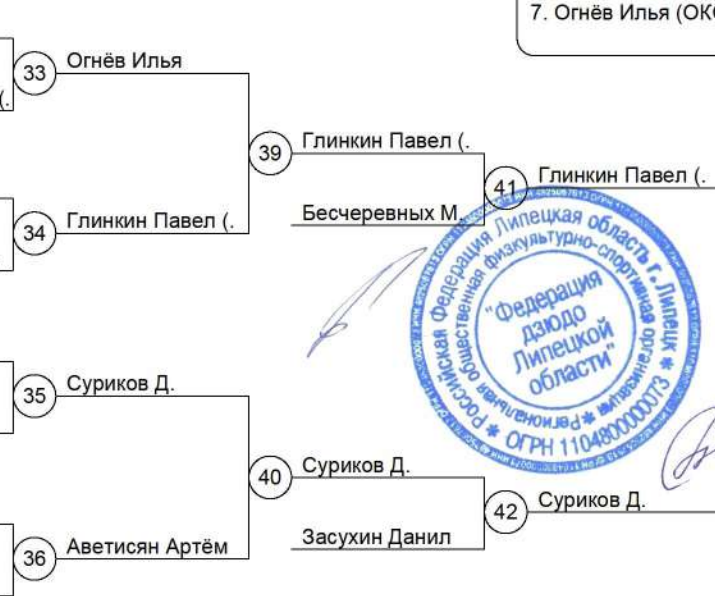 7. Огнёв Илья (ОК
33 Огнёв Илья
(.
39 Глинкин Павел (.
41 Глинкин Павел (.
34 Глинкин Павел (.
Бесчеревных М.
Российская Федерация Липецкая область г. Липецк
Региональная общественная физкультурно-спортивная организация
ОГРН 1104800000073
"Федерация
дзюдо
Липецкой
области"
35 Суриков Д.
40 Суриков Д.
42 Суриков Д.
36 Аветисян Артём
Засухин Данил